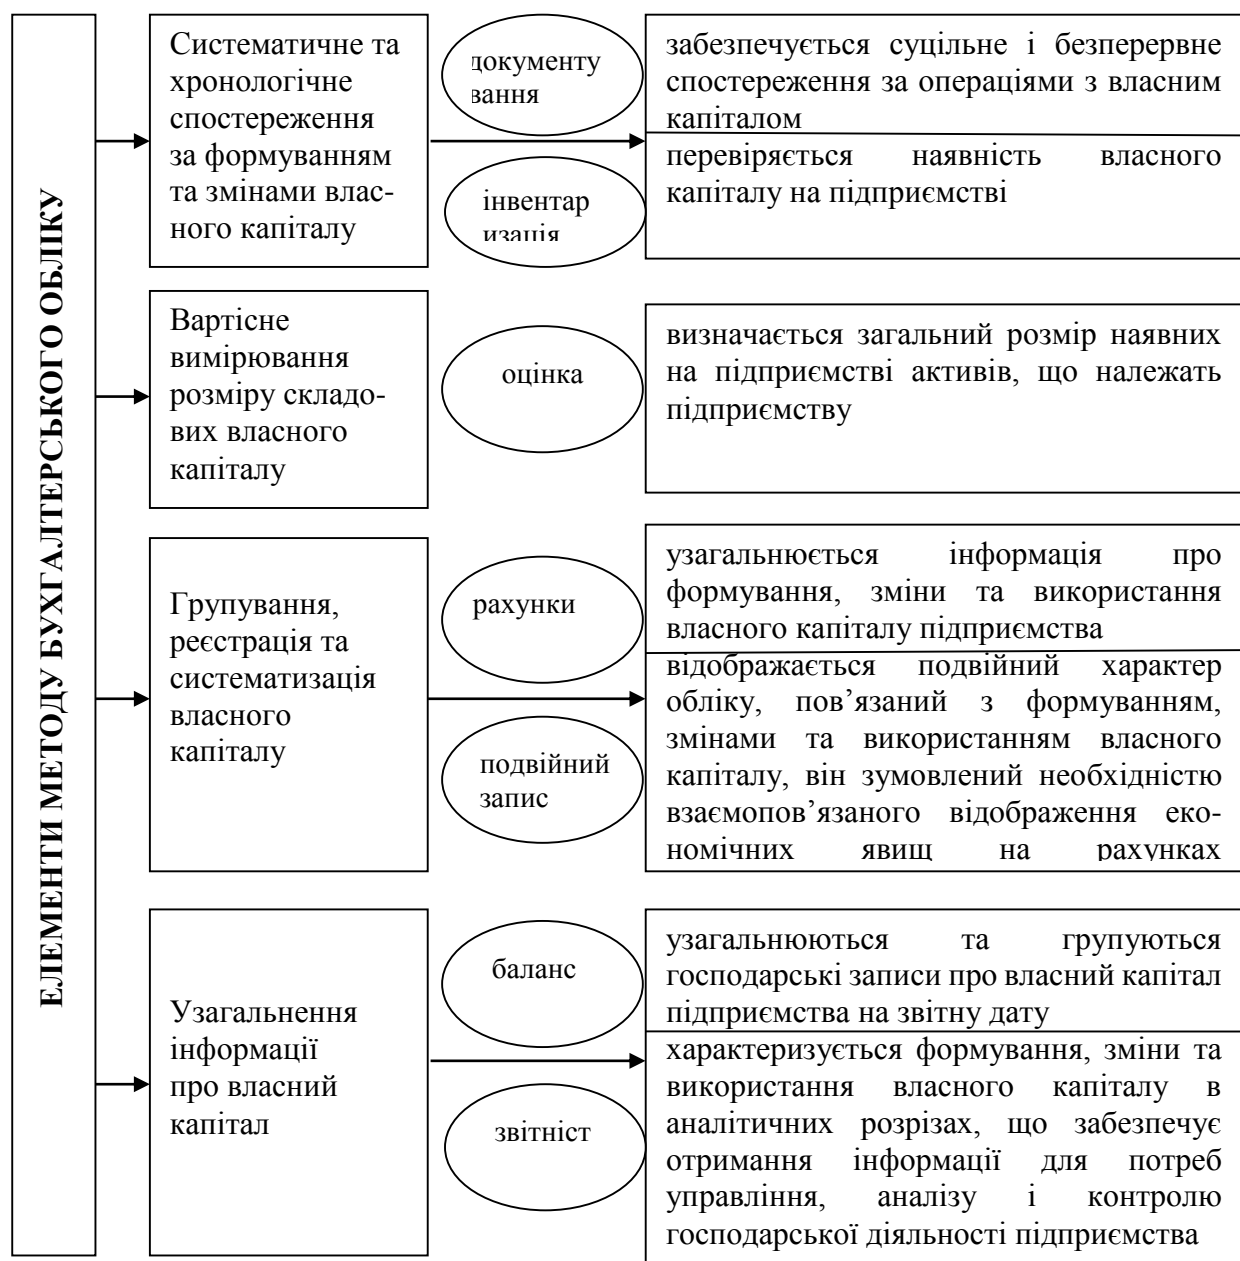 ЕЛЕМЕНТИ МЕТОДУ БУХГАЛТЕРСЬКОГО ОБЛІКУ
Систематичне та
хронологічне
спостереження
за формуванням
та змінами влас-
ного капіталу
документу
вання
інвентар
изація
забезпечується суцільне і безперервне
спостереження за операціями з власним
капіталом
перевіряється наявність власного
капіталу на підприємстві
Вартісне
вимірювання
розміру складо-
вих власного
капіталу
оцінка
визначається загальний розмір наявних
на підприємстві активів, що належать
підприємству
Групування,
реєстрація та
систематизація
власного
капіталу
рахунки
подвійний
запис
узагальнюється інформація про
формування, зміни та використання
власного капіталу підприємства
відображається подвійний характер
обліку, пов’язаний з формуванням,
змінами та використанням власного
капіталу, він зумовлений необхідністю
взаємопов’язаного відображення еко-
номічних явищ на рахунках
Узагальнення
інформації
про власний
капітал
баланс
звітніст
узагальнюються та групуються
господарські записи про власний капітал
підприємства на звітну дату
характеризується формування, зміни та
використання власного капіталу в
аналітичних розрізах, що забезпечує
отримання інформації для потреб
управління, аналізу і контролю
господарської діяльності підприємства